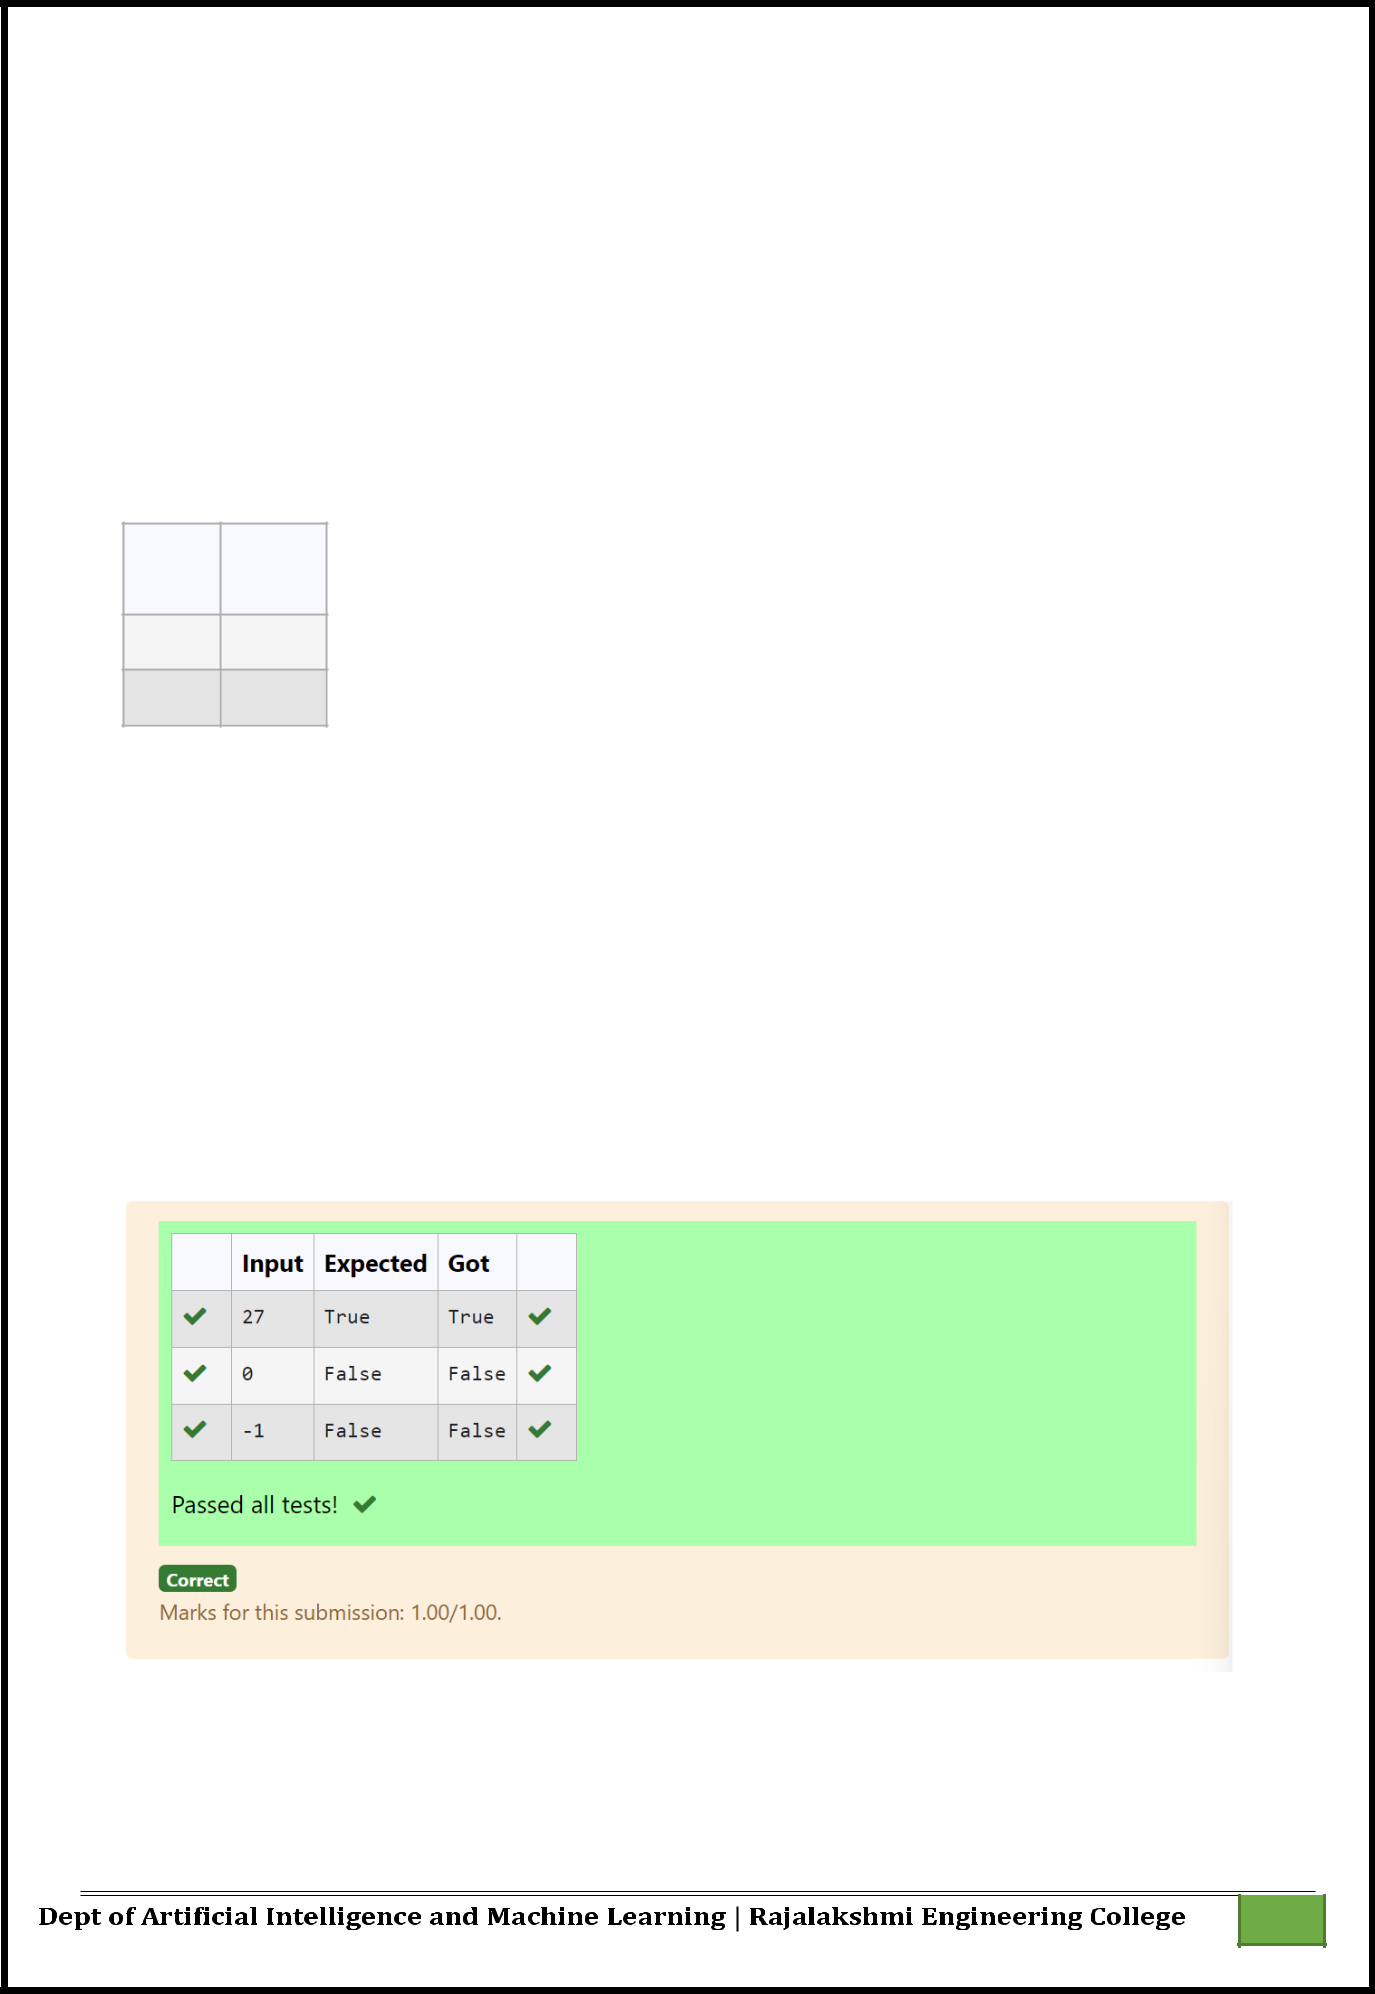 Input Expected Got
27 True True
0 False False
-1 False False
Passed all tests!
Correct
Marks for this submission: 1.00/1.00.
Dept of Artificial Intelligence and Machine Learning | Rajalakshmi Engineering College